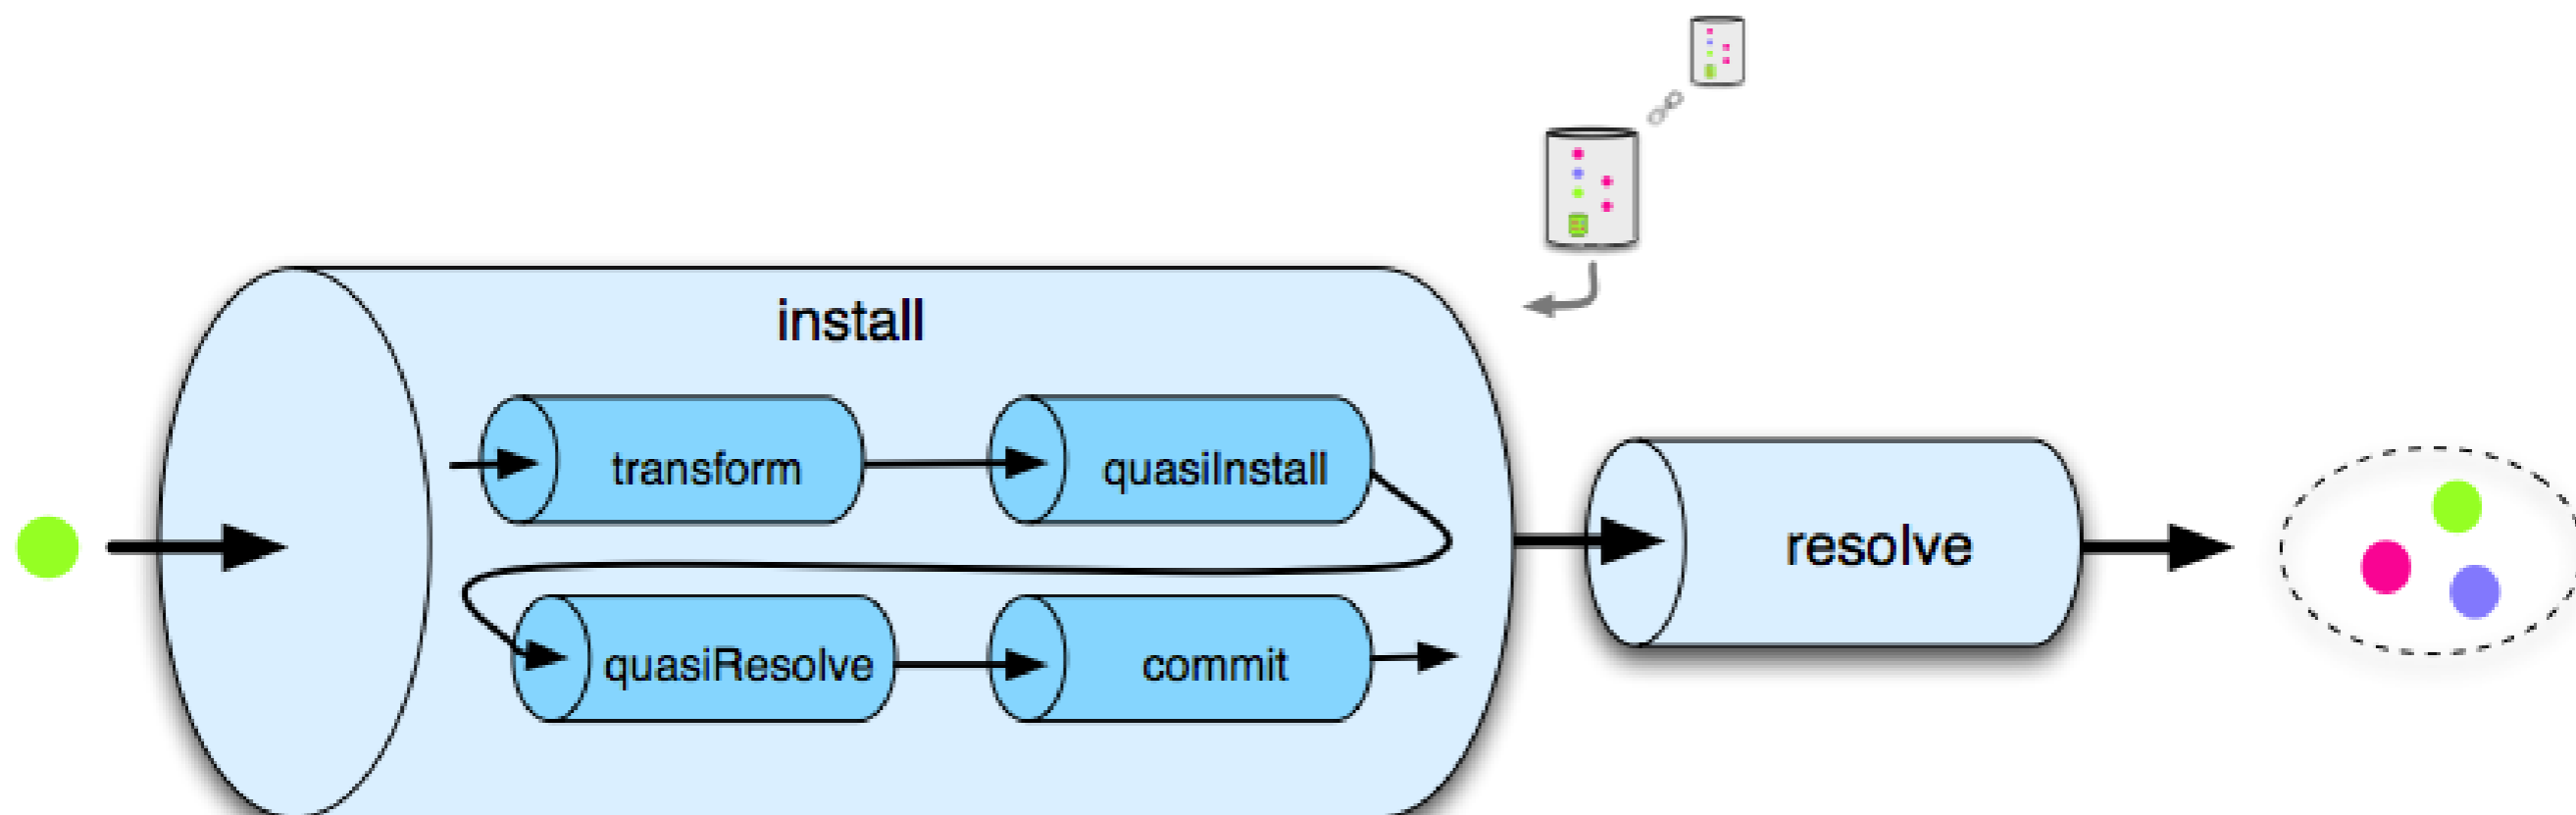 install
transform
quasiInstall
quasiResolve
commit
resolve